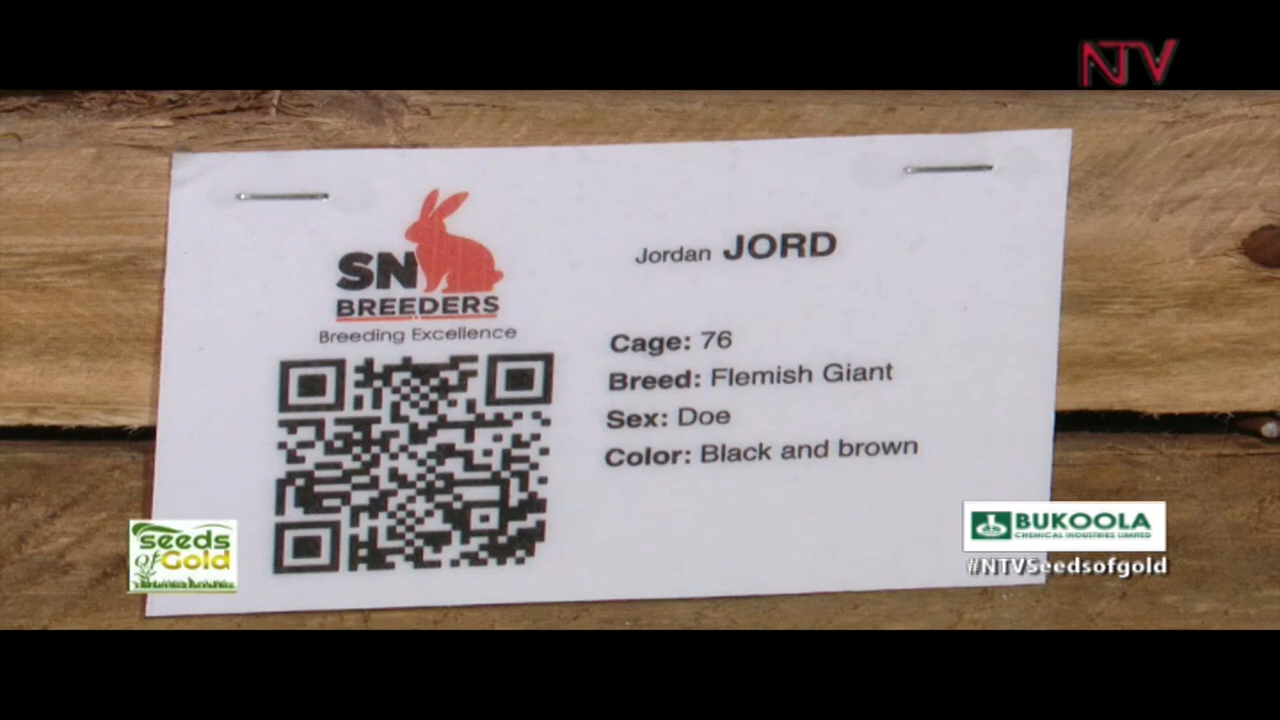 NTV
SN
BREEDERS
Breeding Excellence
Jordan JORD
Cage: 76
Breed: Flemish Giant
Sex: Doe
Color: Black and brown
seeds
of Gold
BUKOOLA
CHEMICAL INDUSTRIES LIMITED
#NTVSeedsofgold